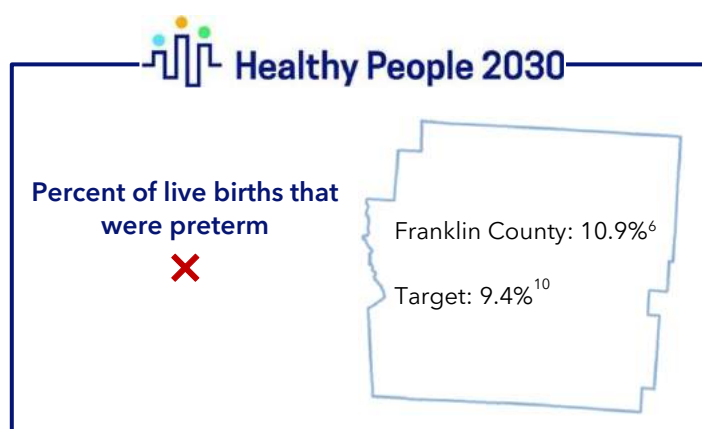 Healthy People 2030
Percent of live births that
were preterm
Franklin County: 10.9%⁶
Target: 9.4%¹⁰